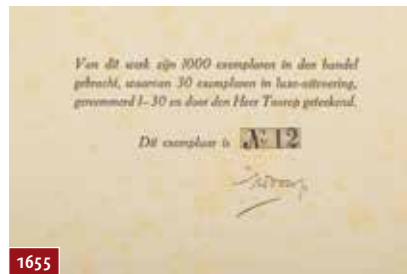 Van dit werk zijn 1000 exemplaren in den handel
gebracht, waarvan 30 exemplaren in luxe-uitvoering,
genummerd 1-30 en door den Heer Toorop geteekend.
Dit exemplaar is No 12
1655